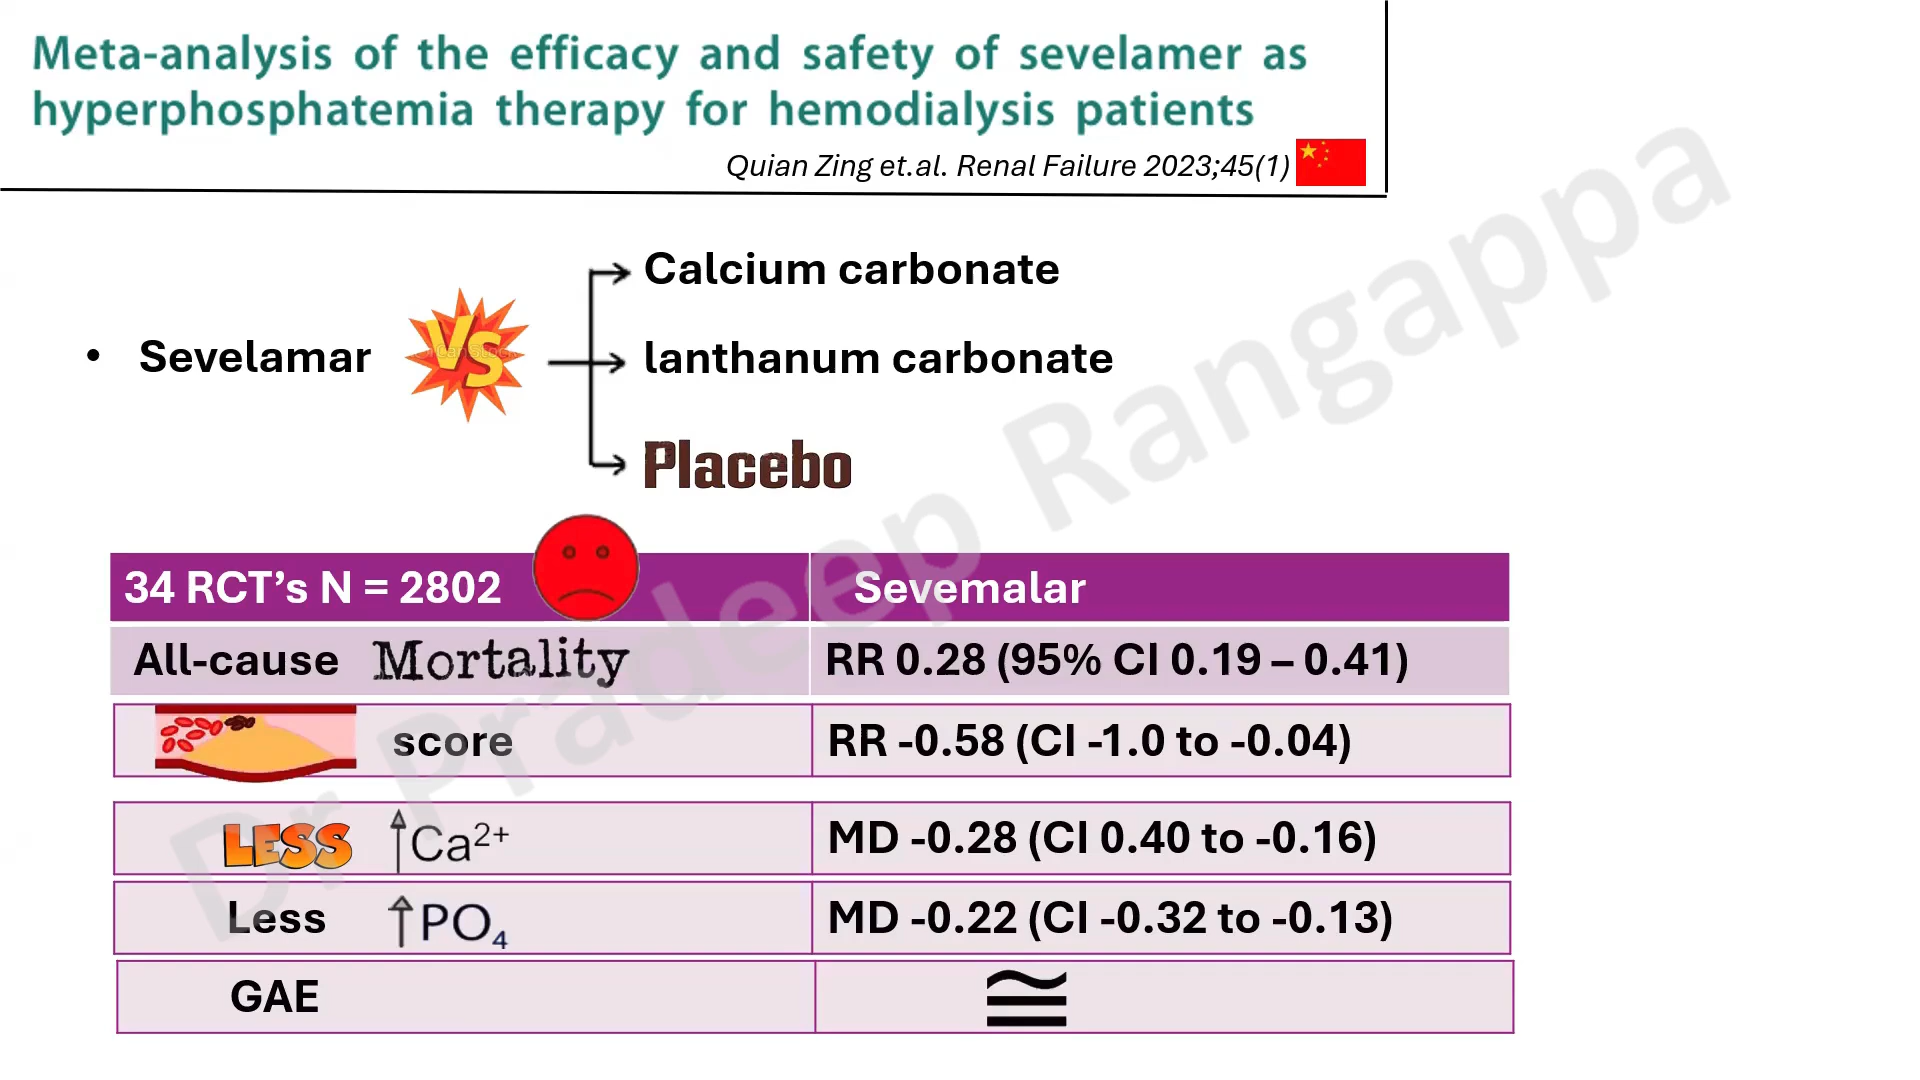 Meta-analysis of the efficacy and safety of sevelamer as
hyperphosphatemia therapy for hemodialysis patients
Quian Zing et.al. Renal Failure 2023;45(1)
Calcium carbonate
• Sevelamar VS lanthanum carbonate
Placebo
34 RCT’s N = 2802 Sevemalar
All-cause Mortality RR 0.28 (95% CI 0.19 – 0.41)
score RR -0.58 (CI -1.0 to -0.04)
LESS ↑Ca²⁺ MD -0.28 (CI 0.40 to -0.16)
Less ↑PO₄ MD -0.22 (CI -0.32 to -0.13)
GAE ≅
Dr Pradeep Rangappa